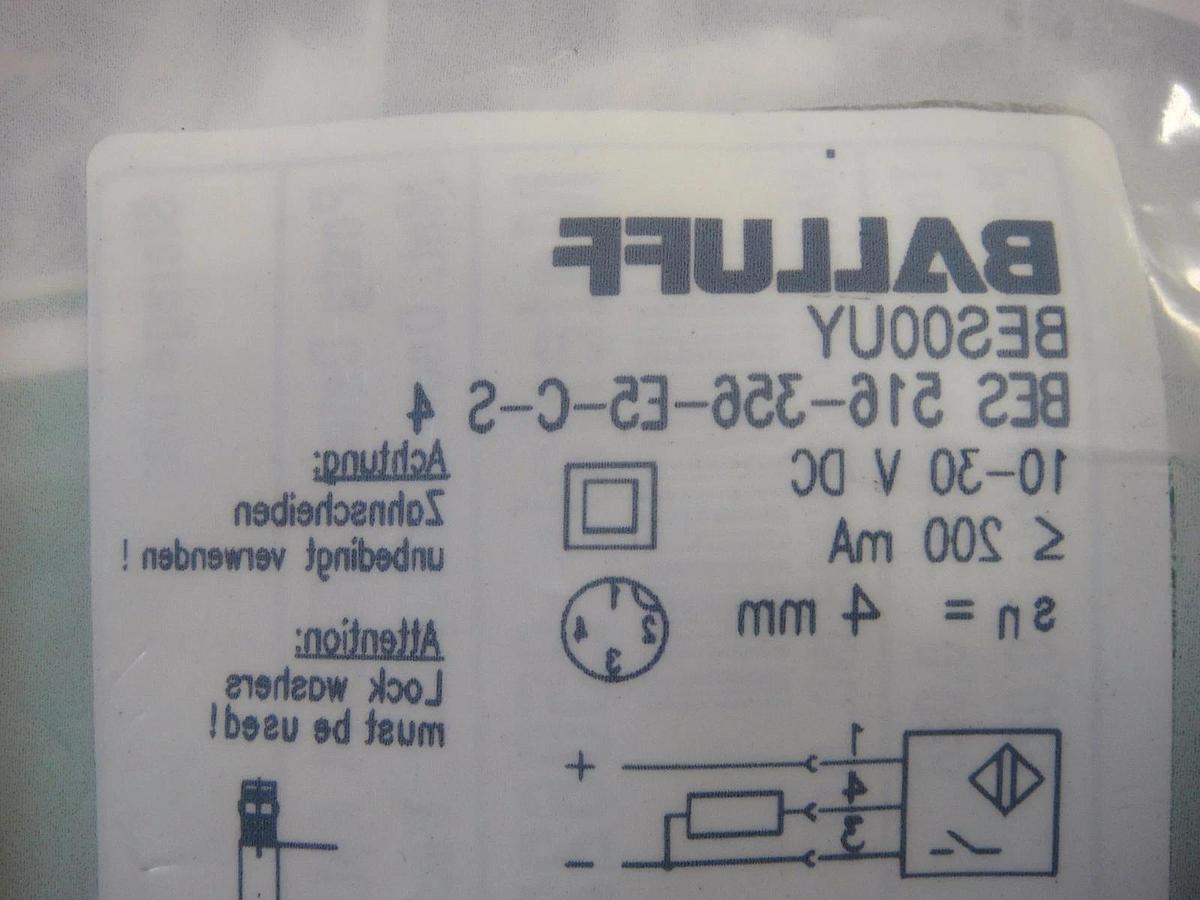 BALLUFF
BES00UY
BES 516-356-E5-C-S 4
10-30 V DC
≤ 200 mA
sn = 4 mm
1
2
3
4
Achtung:
Zahnscheiben
unbedingt verwenden !
Attention:
Lock washers
must be used!
1
+
4
3
−